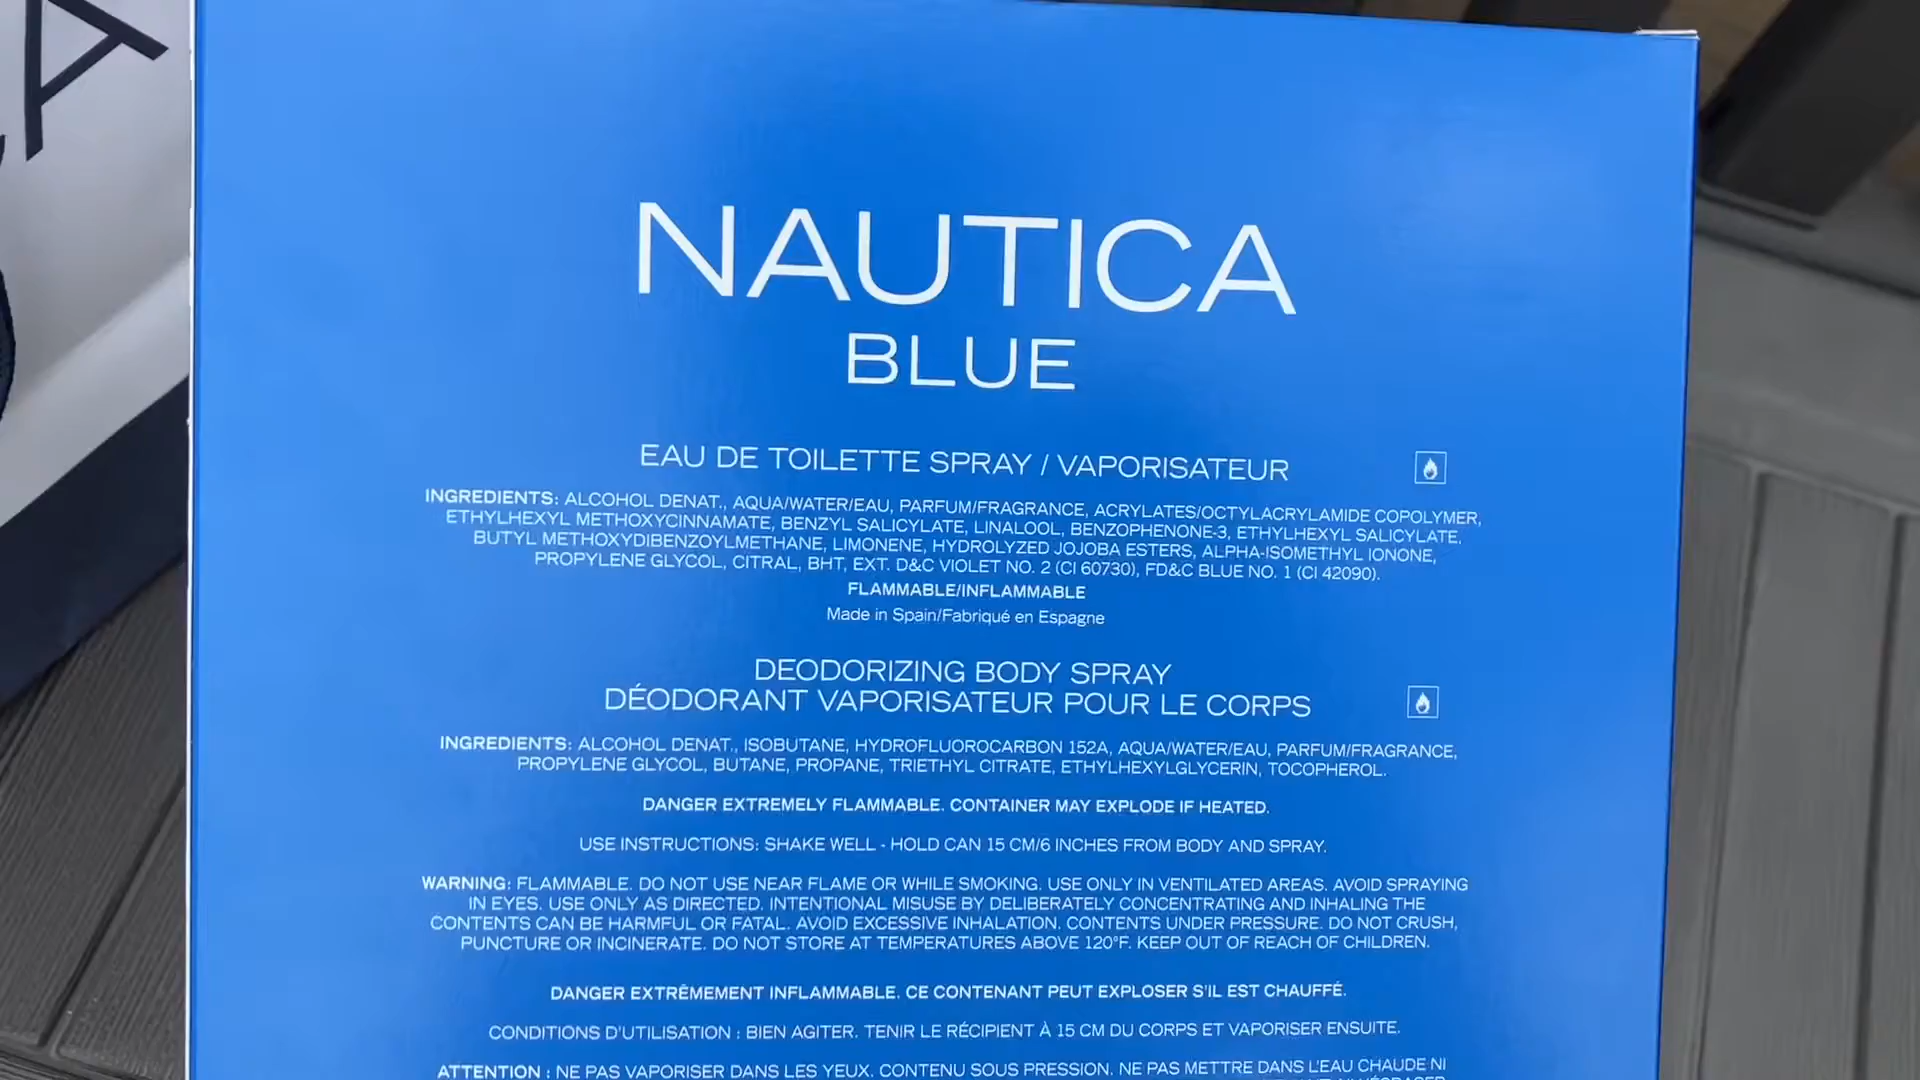 NAUTICA
BLUE
EAU DE TOILETTE SPRAY / VAPORISATEUR
INGREDIENTS: ALCOHOL DENAT., AQUA/WATER/EAU, PARFUM/FRAGRANCE, ACRYLATES/OCTYLACRYLAMIDE COPOLYMER,
ETHYLHEXYL METHOXYCINNAMATE, BENZYL SALICYLATE, LINALOOL, BENZOPHENONE-3, ETHYLHEXYL SALICYLATE.
BUTYL METHOXYDIBENZOYLMETHANE, LIMONENE, HYDROLYZED JOJOBA ESTERS, ALPHA-ISOMETHYL IONONE,
PROPYLENE GLYCOL, CITRAL, BHT, EXT. D&C VIOLET NO. 2 (CI 60730), FD&C BLUE NO. 1 (CI 42090).
FLAMMABLE/INFLAMMABLE
Made in Spain/Fabriqué en Espagne
DEODORIZING BODY SPRAY
DÉODORANT VAPORISATEUR POUR LE CORPS
INGREDIENTS: ALCOHOL DENAT., ISOBUTANE, HYDROFLUOROCARBON 152A, AQUA/WATER/EAU, PARFUM/FRAGRANCE,
PROPYLENE GLYCOL, BUTANE, PROPANE, TRIETHYL CITRATE, ETHYLHEXYLGLYCERIN, TOCOPHEROL.
DANGER EXTREMELY FLAMMABLE. CONTAINER MAY EXPLODE IF HEATED.
USE INSTRUCTIONS: SHAKE WELL - HOLD CAN 15 CM/6 INCHES FROM BODY AND SPRAY.
WARNING: FLAMMABLE. DO NOT USE NEAR FLAME OR WHILE SMOKING. USE ONLY IN VENTILATED AREAS. AVOID SPRAYING
IN EYES. USE ONLY AS DIRECTED. INTENTIONAL MISUSE BY DELIBERATELY CONCENTRATING AND INHALING THE
CONTENTS CAN BE HARMFUL OR FATAL. AVOID EXCESSIVE INHALATION. CONTENTS UNDER PRESSURE. DO NOT CRUSH,
PUNCTURE OR INCINERATE. DO NOT STORE AT TEMPERATURES ABOVE 120°F. KEEP OUT OF REACH OF CHILDREN.
DANGER EXTRÊMEMENT INFLAMMABLE. CE CONTENANT PEUT EXPLOSER S'IL EST CHAUFFÉ.
CONDITIONS D'UTILISATION : BIEN AGITER. TENIR LE RÉCIPIENT À 15 CM DU CORPS ET VAPORISER ENSUITE.
ATTENTION : NE PAS VAPORISER DANS LES YEUX. CONTENU SOUS PRESSION. NE PAS METTRE DANS L'EAU CHAUDE NI